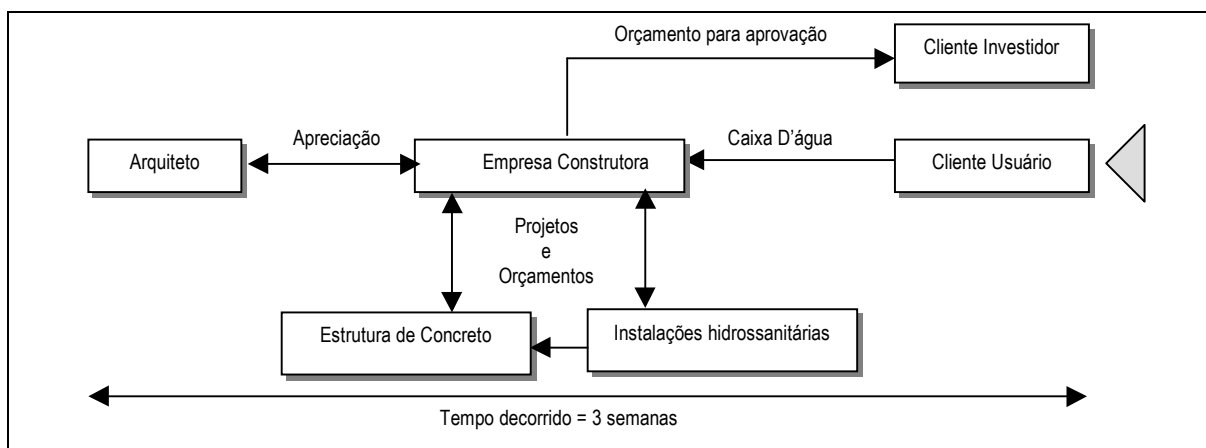 Orçamento para aprovação
Cliente Investidor
Arquiteto
Apreciação
Empresa Construtora
Caixa D'água
Cliente Usuário
Projetos
e
Orçamentos
Estrutura de Concreto
Instalações hidrossanitárias
Tempo decorrido = 3 semanas